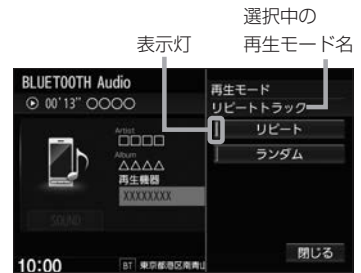 選択中の
表示灯 再生モード名
BLUETOOTH Audio
00'13" 〇〇〇〇
Artist
□□□□
Album
△△△△
再生機器
XXXXXXXX
SOUND
10:00
BT 東京都港区南青山
再生モード
リピートトラック
リピート
ランダム
閉じる